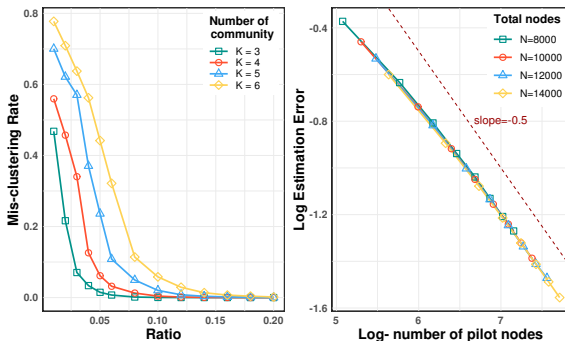 Number of
community
K = 3
K = 4
K = 5
K = 6
0.8
0.6
0.4
0.2
0.0
0.05
0.10
0.15
0.20
Mis-clustering Rate
Ratio
Total nodes
N=8000
N=10000
N=12000
N=14000
slope=-0.5
-0.4
-0.8
-1.2
-1.6
5
6
7
Log Estimation Error
Log- number of pilot nodes